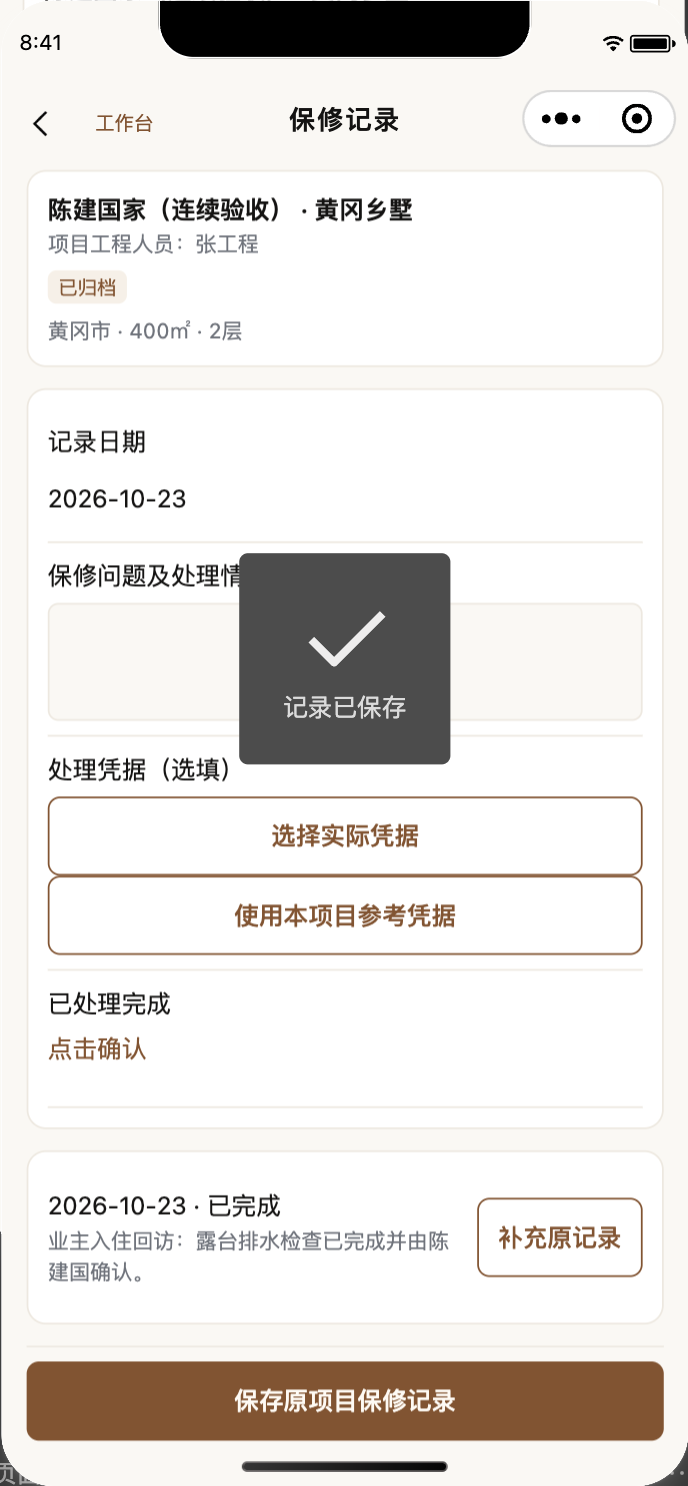 8:41
工作台
保修记录
陈建国家（连续验收） · 黄冈乡墅
项目工程人员：张工程
已归档
黄冈市 · 400㎡ · 2层
记录日期
2026-10-23
保修问题及处理情
记录已保存
处理凭据（选填）
选择实际凭据
使用本项目参考凭据
已处理完成
点击确认
2026-10-23 · 已完成
业主入住回访：露台排水检查已完成并由陈
建国确认。
补充原记录
保存原项目保修记录